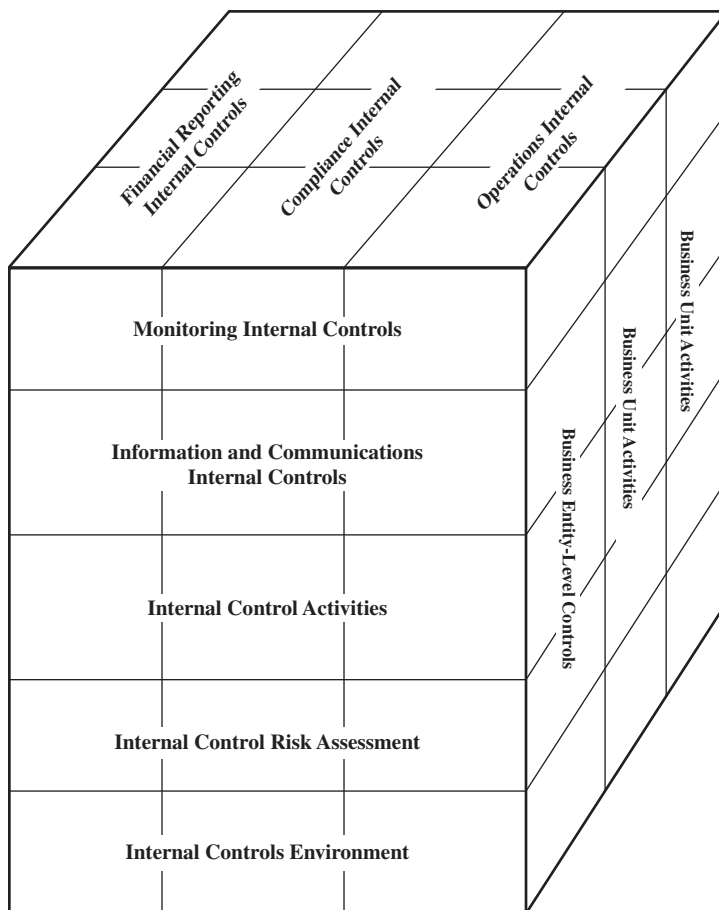 Financial Reporting
Internal Controls
Compliance Internal
Controls
Operations Internal
Controls
Monitoring Internal Controls
Information and Communications
Internal Controls
Internal Control Activities
Internal Control Risk Assessment
Internal Controls Environment
Business Entity-Level Controls
Business Unit Activities
Business Unit Activities